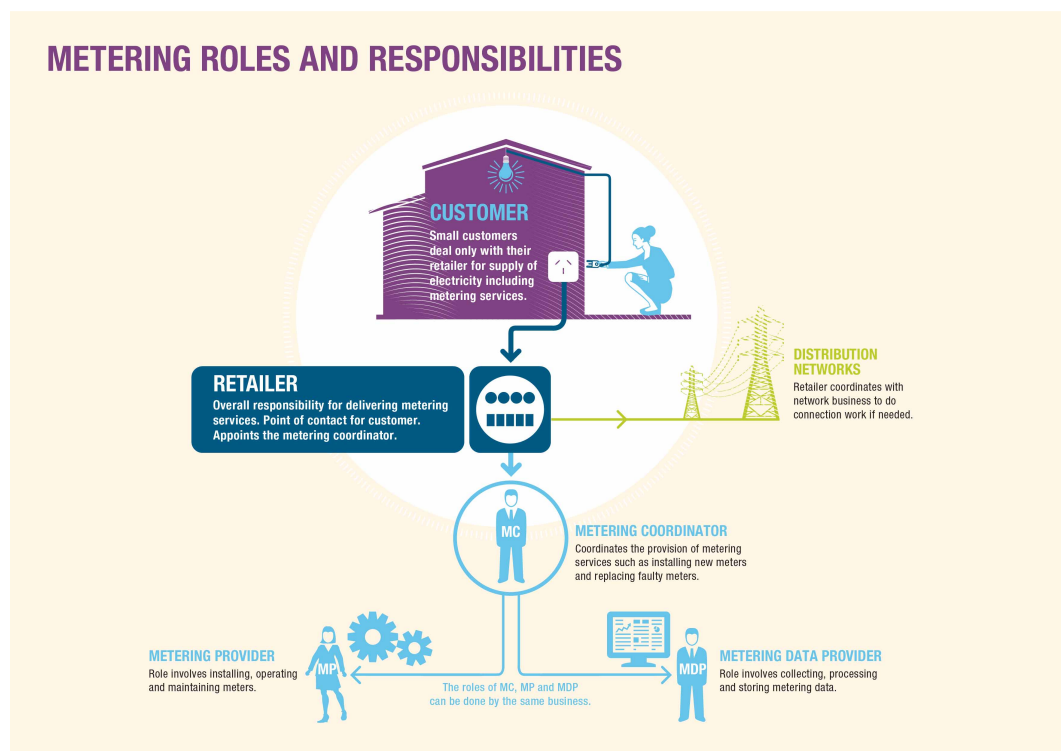 METERING ROLES AND RESPONSIBILITIES
CUSTOMER
Small customers
deal only with their
retailer for supply of
electricity including
metering services.
DISTRIBUTION
NETWORKS
Retailer coordinates with
network business to do
connection work if needed.
RETAILER
Overall responsibility for delivering metering
services. Point of contact for customer.
Appoints the metering coordinator.
MC
METERING COORDINATOR
Coordinates the provision of metering
services such as installing new meters
and replacing faulty meters.
METERING PROVIDER
Role involves installing, operating
and maintaining meters.
MP
The roles of MC, MP and MDP
can be done by the same business.
MDP
METERING DATA PROVIDER
Role involves collecting, processing
and storing metering data.